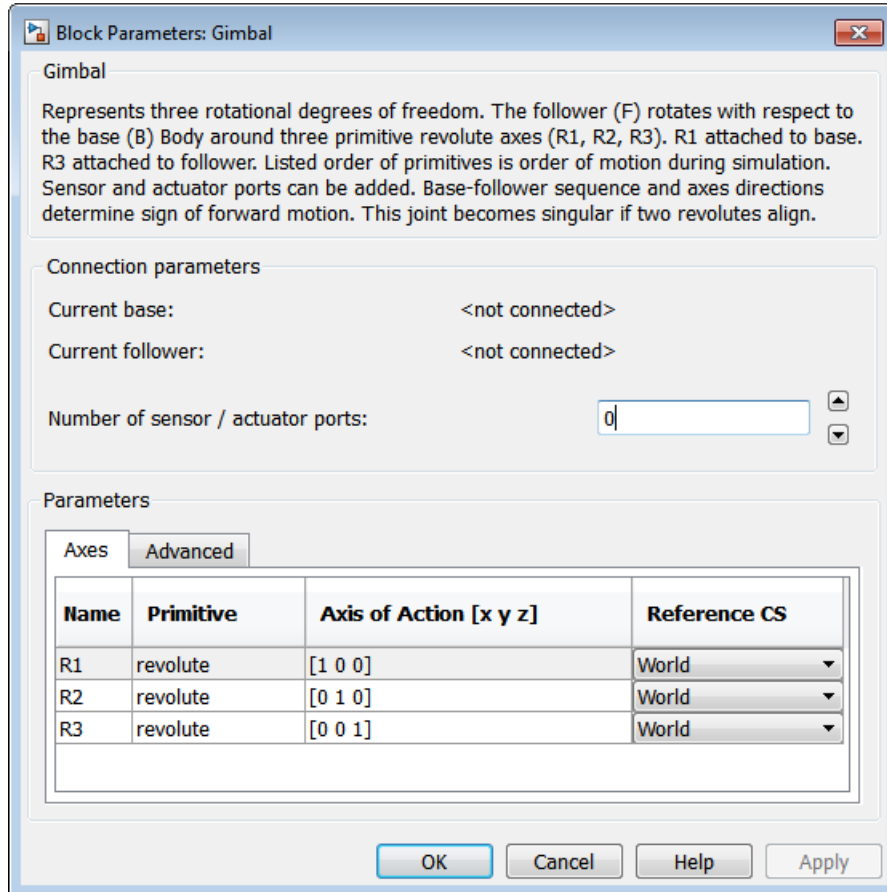 Block Parameters: Gimbal
Gimbal
Represents three rotational degrees of freedom. The follower (F) rotates with respect to
the base (B) Body around three primitive revolute axes (R1, R2, R3). R1 attached to base.
R3 attached to follower. Listed order of primitives is order of motion during simulation.
Sensor and actuator ports can be added. Base-follower sequence and axes directions
determine sign of forward motion. This joint becomes singular if two revolutes align.
Connection parameters
Current base: <not connected>
Current follower: <not connected>
Number of sensor / actuator ports: 0
Parameters
Axes Advanced
Name Primitive Axis of Action [x y z] Reference CS
R1 revolute [1 0 0] World
R2 revolute [0 1 0] World
R3 revolute [0 0 1] World
OK Cancel Help Apply